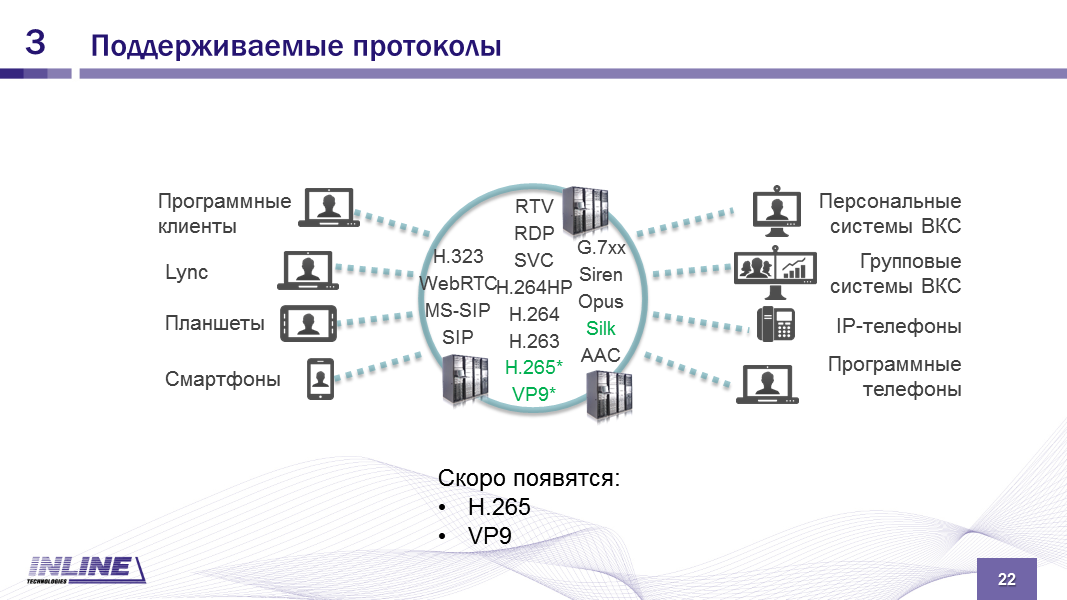 3
Поддерживаемые протоколы
Программные
клиенты
Lync
Планшеты
Смартфоны
H.323
WebRTC
MS-SIP
SIP
RTV
RDP
SVC
H.264HP
H.264
H.263
H.265*
VP9*
G.7xx
Siren
Opus
Silk
AAC
Персональные
системы ВКС
Групповые
системы ВКС
IP-телефоны
Программные
телефоны
Скоро появятся:
• H.265
• VP9
INLINE
TECHNOLOGIES
22